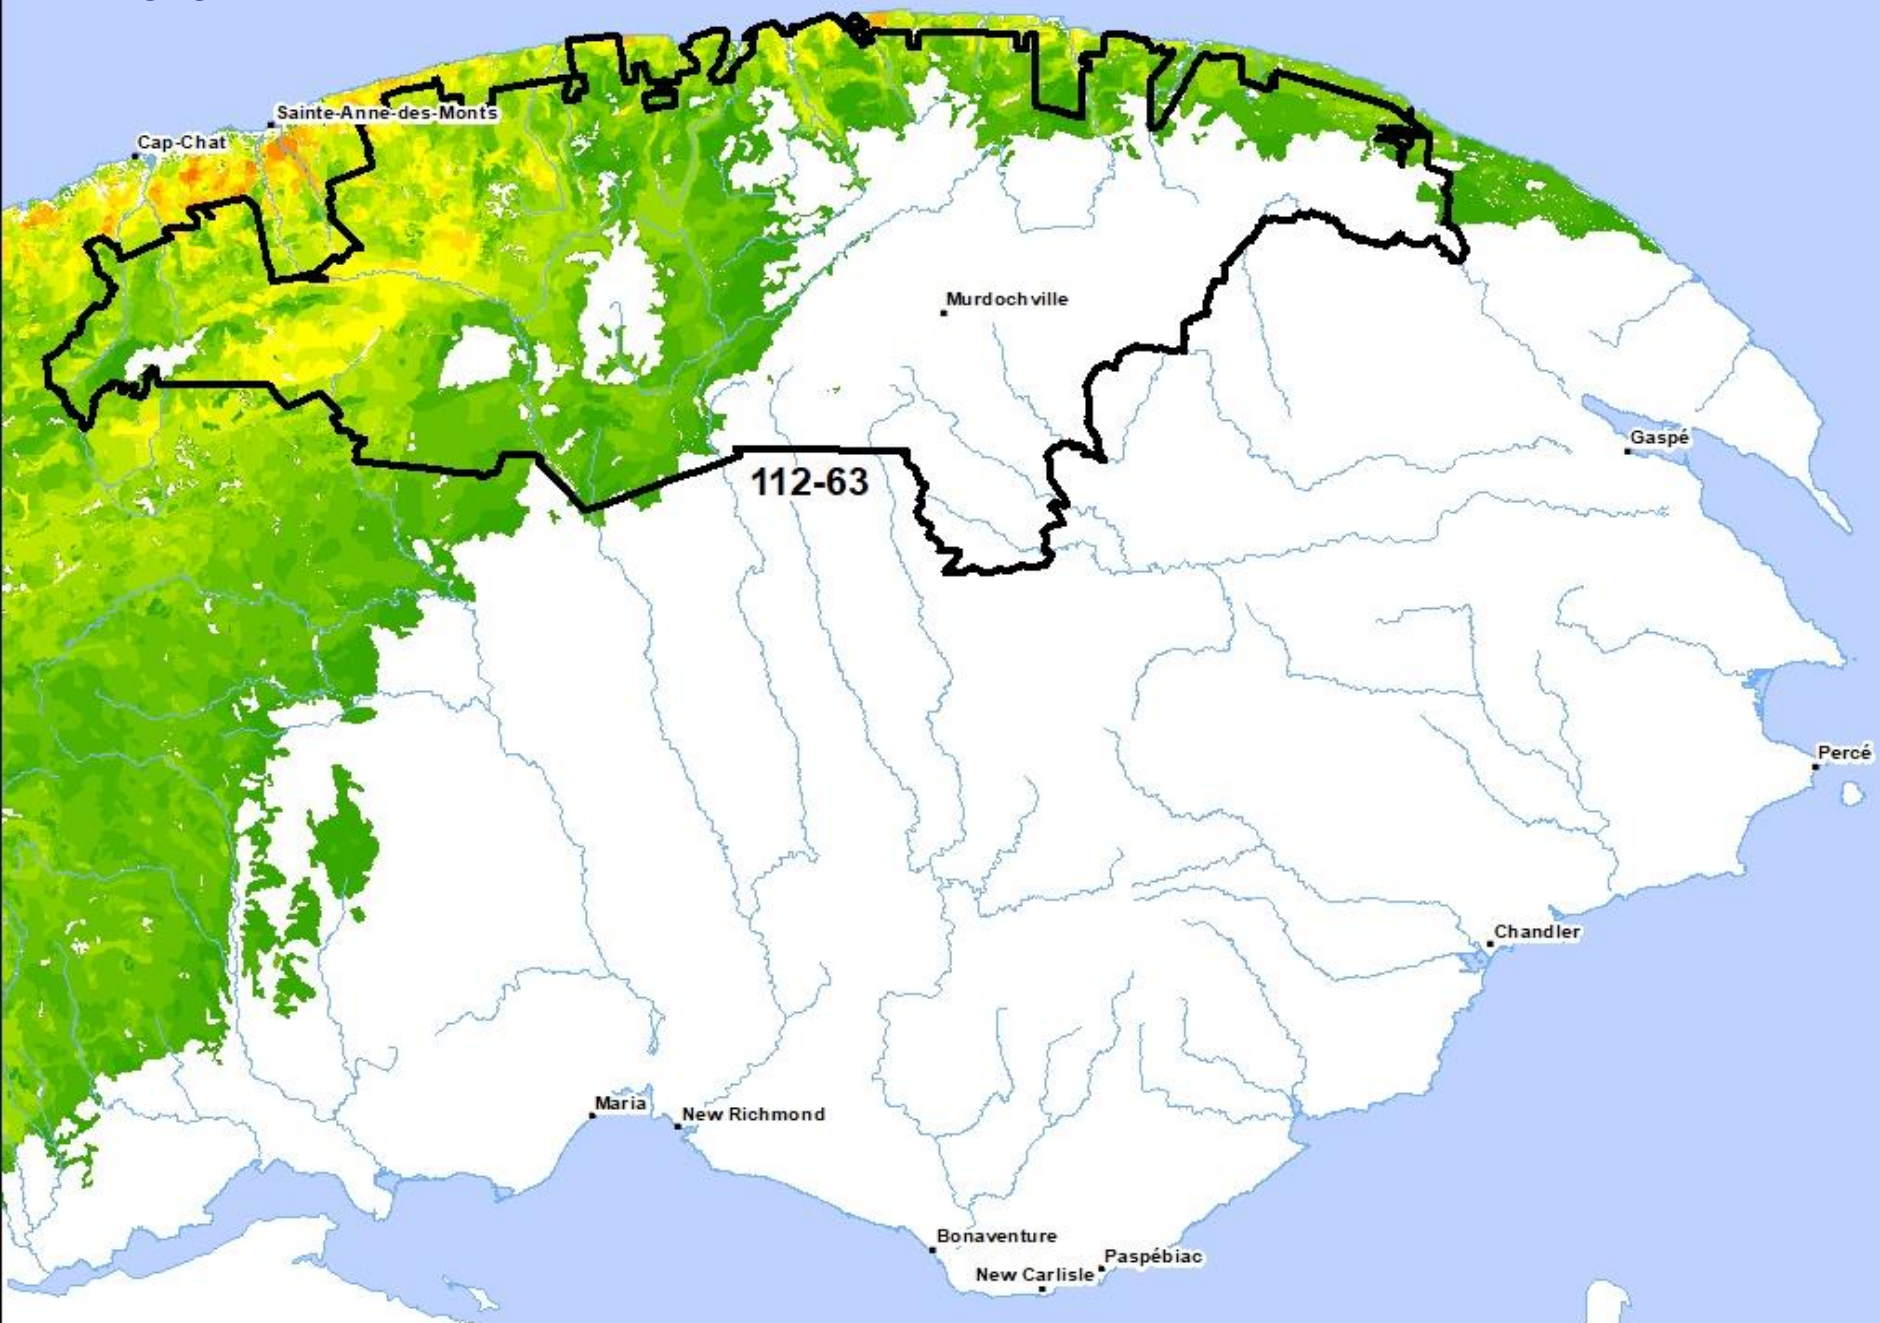 Sainte-Anne-des-Monts
Cap-Chat
Murdochville
Gaspé
112-63
Percé
Chandler
Maria
New Richmond
Bonaventure
Paspébiac
New Carlisle